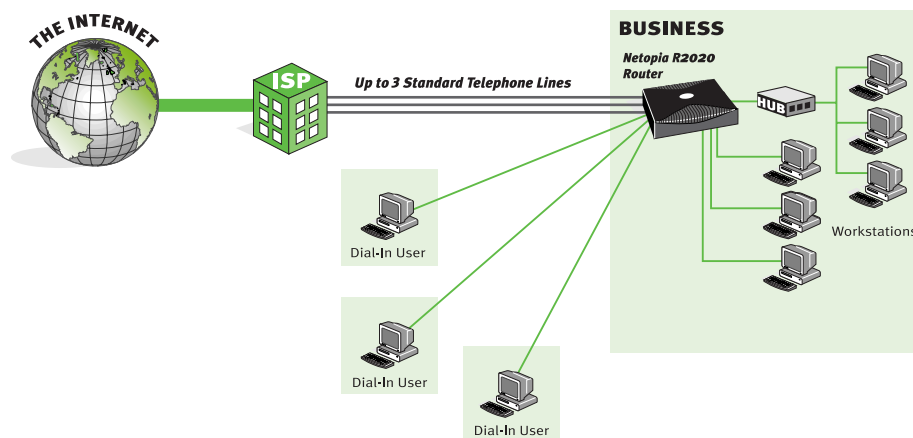 THE INTERNET
ISP
Up to 3 Standard Telephone Lines
BUSINESS
Netopia R2020
Router
HUB
Workstations
Dial-In User
Dial-In User
Dial-In User